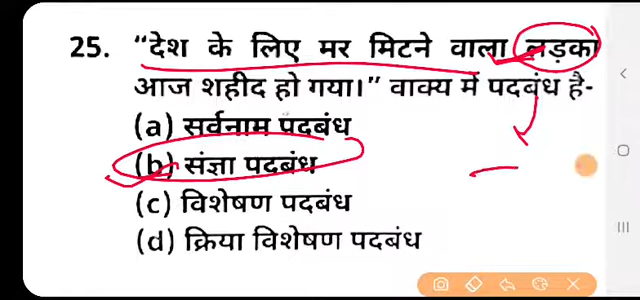 25. “देश के लिए मर मिटने वाला लड़का
आज शहीद हो गया।” वाक्य में पदबंध है-
(a) सर्वनाम पदबंध
(b) संज्ञा पदबंध
(c) विशेषण पदबंध
(d) क्रिया विशेषण पदबंध